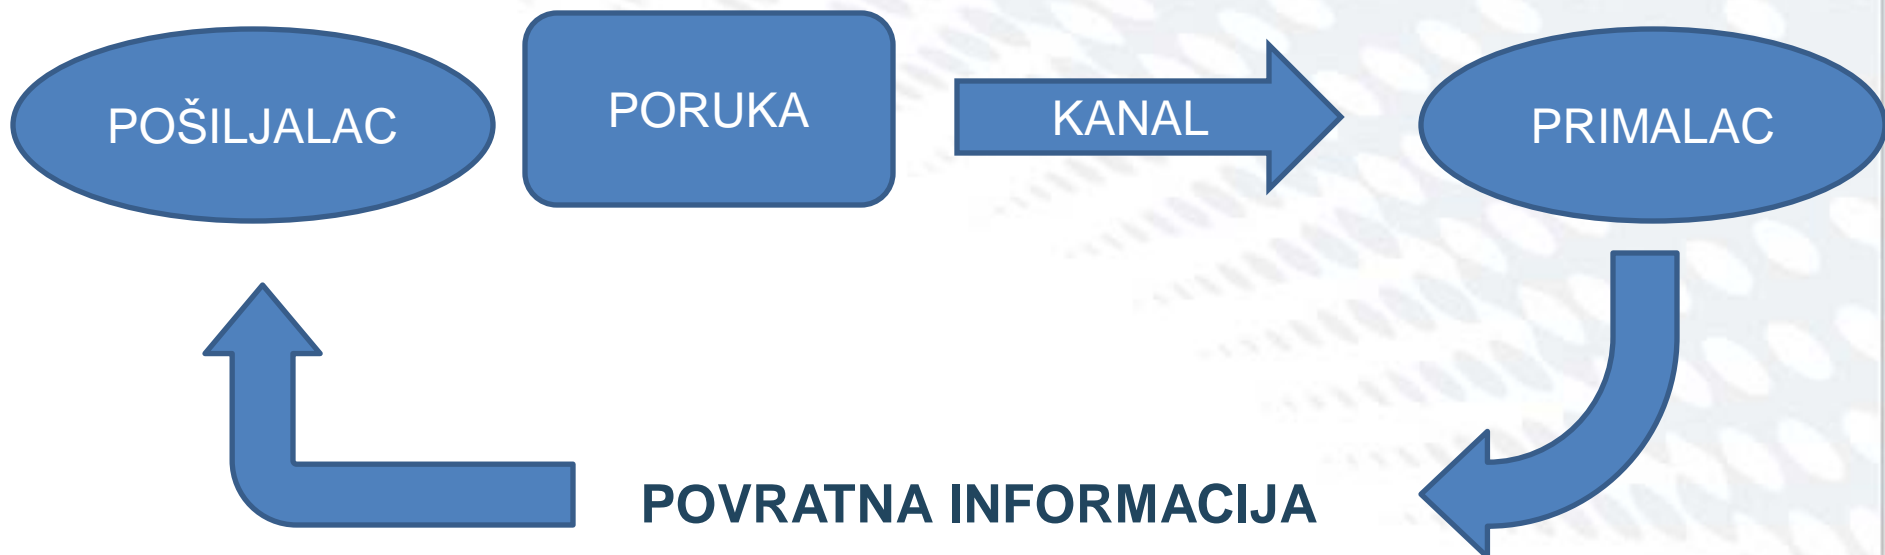 POŠILJALAC
PORUKA
KANAL
PRIMALAC
POVRATNA INFORMACIJA